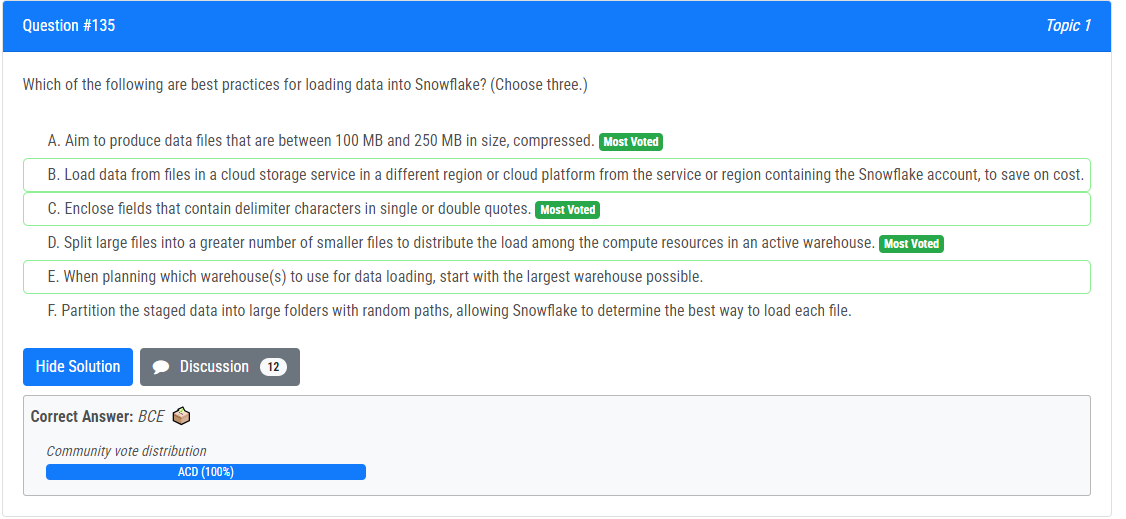 Question #135
Topic 1
Which of the following are best practices for loading data into Snowflake? (Choose three.)
A. Aim to produce data files that are between 100 MB and 250 MB in size, compressed. Most Voted
B. Load data from files in a cloud storage service in a different region or cloud platform from the service or region containing the Snowflake account, to save on cost.
C. Enclose fields that contain delimiter characters in single or double quotes. Most Voted
D. Split large files into a greater number of smaller files to distribute the load among the compute resources in an active warehouse. Most Voted
E. When planning which warehouse(s) to use for data loading, start with the largest warehouse possible.
F. Partition the staged data into large folders with random paths, allowing Snowflake to determine the best way to load each file.
Hide Solution
Discussion 12
Correct Answer: BCE
Community vote distribution
ACD (100%)